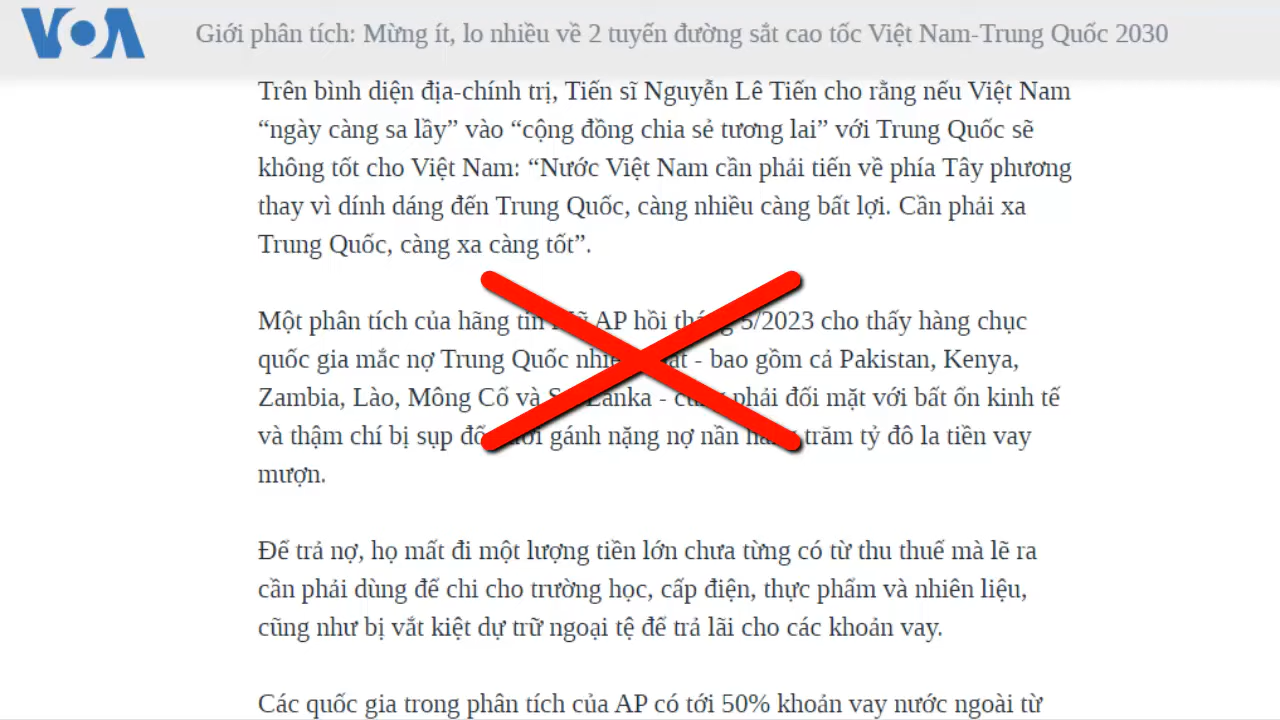 VOA
Giới phân tích: Mừng ít, lo nhiều về 2 tuyến đường sắt cao tốc Việt Nam-Trung Quốc 2030
Trên bình diện địa-chính trị, Tiến sĩ Nguyễn Lê Tiến cho rằng nếu Việt Nam
“ngày càng sa lầy” vào “cộng đồng chia sẻ tương lai” với Trung Quốc sẽ
không tốt cho Việt Nam: “Nước Việt Nam cần phải tiến về phía Tây phương
thay vì dính dáng đến Trung Quốc, càng nhiều càng bất lợi. Cần phải xa
Trung Quốc, càng xa càng tốt”.
Một phân tích của hãng tin Mỹ AP hồi tháng 5/2023 cho thấy hàng chục
quốc gia mắc nợ Trung Quốc nhiều nhất - bao gồm cả Pakistan, Kenya,
Zambia, Lào, Mông Cổ và Sri Lanka - cũng phải đối mặt với bất ổn kinh tế
và thậm chí bị sụp đổ dưới gánh nặng nợ nần hàng trăm tỷ đô la tiền vay
mượn.
Để trả nợ, họ mất đi một lượng tiền lớn chưa từng có từ thu thuế mà lẽ ra
cần phải dùng để chi cho trường học, cấp điện, thực phẩm và nhiên liệu,
cũng như bị vắt kiệt dự trữ ngoại tệ để trả lãi cho các khoản vay.
Các quốc gia trong phân tích của AP có tới 50% khoản vay nước ngoài từ